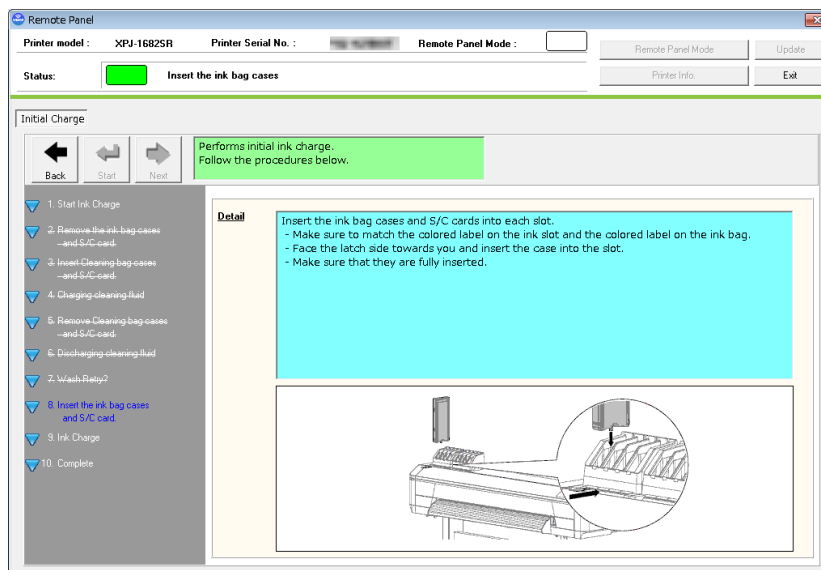 Remote Panel
Printer model : XPJ-1682SR Printer Serial No. : Remote Panel Mode :
Remote Panel Mode Update
Status: Insert the ink bag cases
Printer Info. Exit
Initial Charge
Back Start Next
Performs initial ink charge.
Follow the procedures below.
1. Start Ink Charge
2. Remove the ink bag cases
and S/C card.
3. Insert Cleaning bag cases
and S/C card.
4. Charging cleaning fluid
5. Remove Cleaning bag cases
and S/C card.
6. Discharging cleaning fluid
7. Wash Retry?
8. Insert the ink bag cases
and S/C card.
9. Ink Charge
10. Complete
Detail
Insert the ink bag cases and S/C cards into each slot.
- Make sure to match the colored label on the ink slot and the colored label on the ink bag.
- Face the latch side towards you and insert the case into the slot.
- Make sure that they are fully inserted.